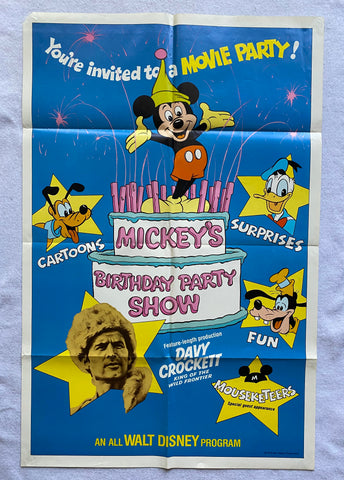 You're invited to a MOVIE PARTY!
MICKEY'S
BIRTHDAY PARTY
SHOW
CARTOONS
SURPRISES
FUN
Feature-length production
DAVY
CROCKETT
KING OF THE
WILD FRONTIER
MOUSEKETEERS
Special guest appearance
AN ALL WALT DISNEY PROGRAM